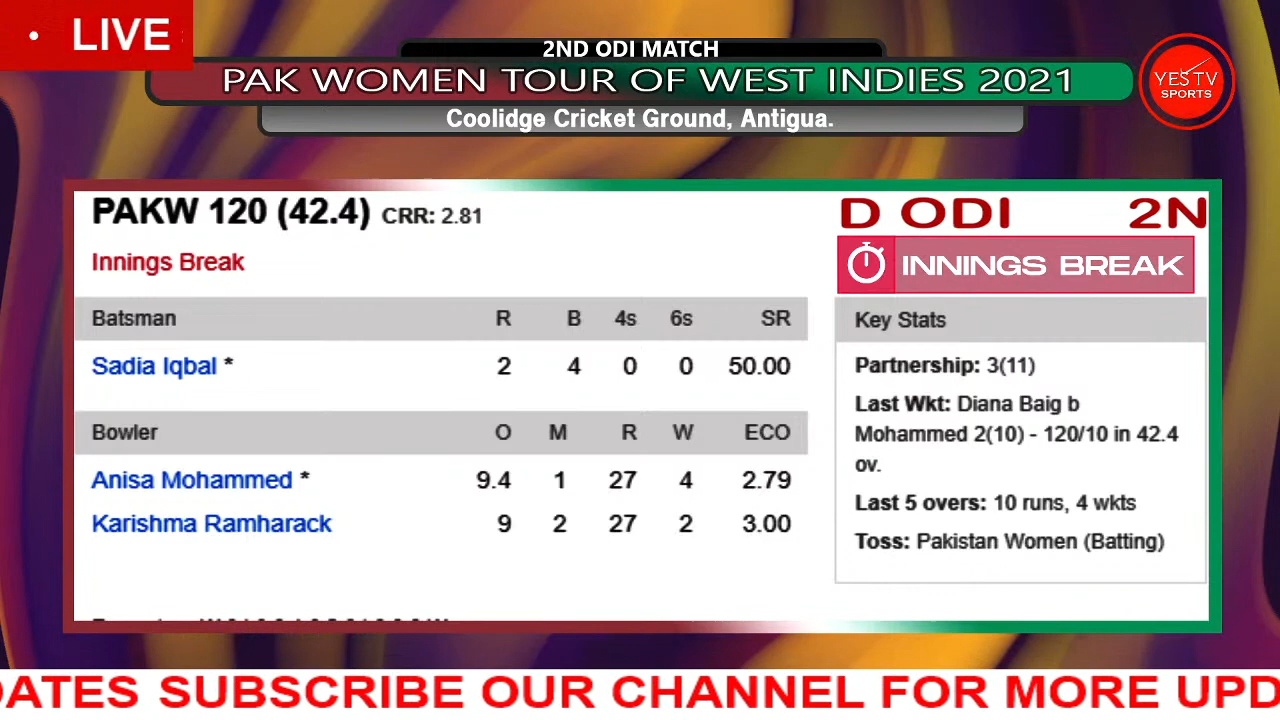 LIVE
2ND ODI MATCH
PAK WOMEN TOUR OF WEST INDIES 2021
Coolidge Cricket Ground, Antigua.
YES TV
SPORTS
PAKW 120 (42.4) CRR: 2.81
Innings Break
D ODI 2N
INNINGS BREAK
Batsman R B 4s 6s SR
Sadia Iqbal * 2 4 0 0 50.00
Bowler O M R W ECO
Anisa Mohammed * 9.4 1 27 4 2.79
Karishma Ramharack 9 2 27 2 3.00
Key Stats
Partnership: 3(11)
Last Wkt: Diana Baig b
Mohammed 2(10) - 120/10 in 42.4
ov.
Last 5 overs: 10 runs, 4 wkts
Toss: Pakistan Women (Batting)
DATES SUBSCRIBE OUR CHANNEL FOR MORE UPD